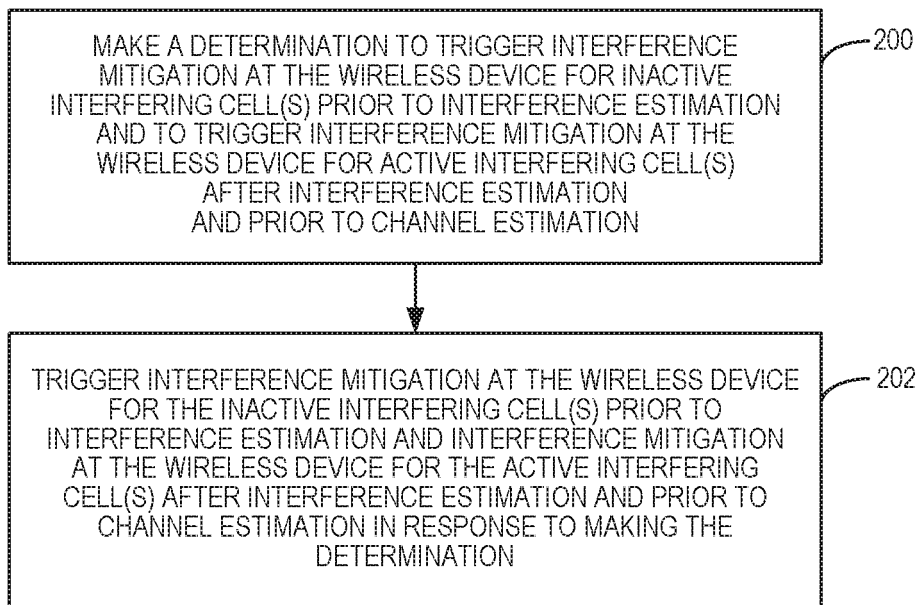 MAKE A DETERMINATION TO TRIGGER INTERFERENCE
MITIGATION AT THE WIRELESS DEVICE FOR INACTIVE
INTERFERING CELL(S) PRIOR TO INTERFERENCE ESTIMATION
AND TO TRIGGER INTERFERENCE MITIGATION AT THE
WIRELESS DEVICE FOR ACTIVE INTERFERING CELL(S)
AFTER INTERFERENCE ESTIMATION
AND PRIOR TO CHANNEL ESTIMATION
200
TRIGGER INTERFERENCE MITIGATION AT THE WIRELESS DEVICE
FOR THE INACTIVE INTERFERING CELL(S) PRIOR TO
INTERFERENCE ESTIMATION AND INTERFERENCE MITIGATION
AT THE WIRELESS DEVICE FOR THE ACTIVE INTERFERING
CELL(S) AFTER INTERFERENCE ESTIMATION AND PRIOR TO
CHANNEL ESTIMATION IN RESPONSE TO MAKING THE
DETERMINATION
202